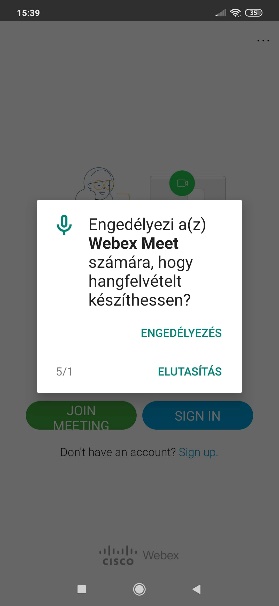 15:39
39
...
Engedélyezi a(z)
Webex Meet
számára, hogy
hangfelvételt
készíthessen?
ENGEDÉLYEZÉS
5/1
ELUTASÍTÁS
JOIN
MEETING
SIGN IN
Don't have an account? Sign up.
CISCO Webex